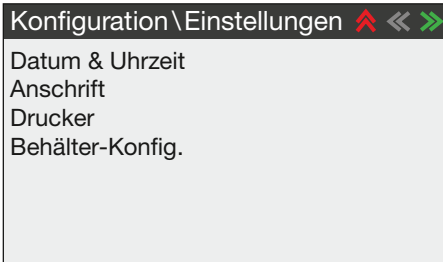 Konfiguration\Einstellungen
Datum & Uhrzeit
Anschrift
Drucker
Behälter-Konfig.